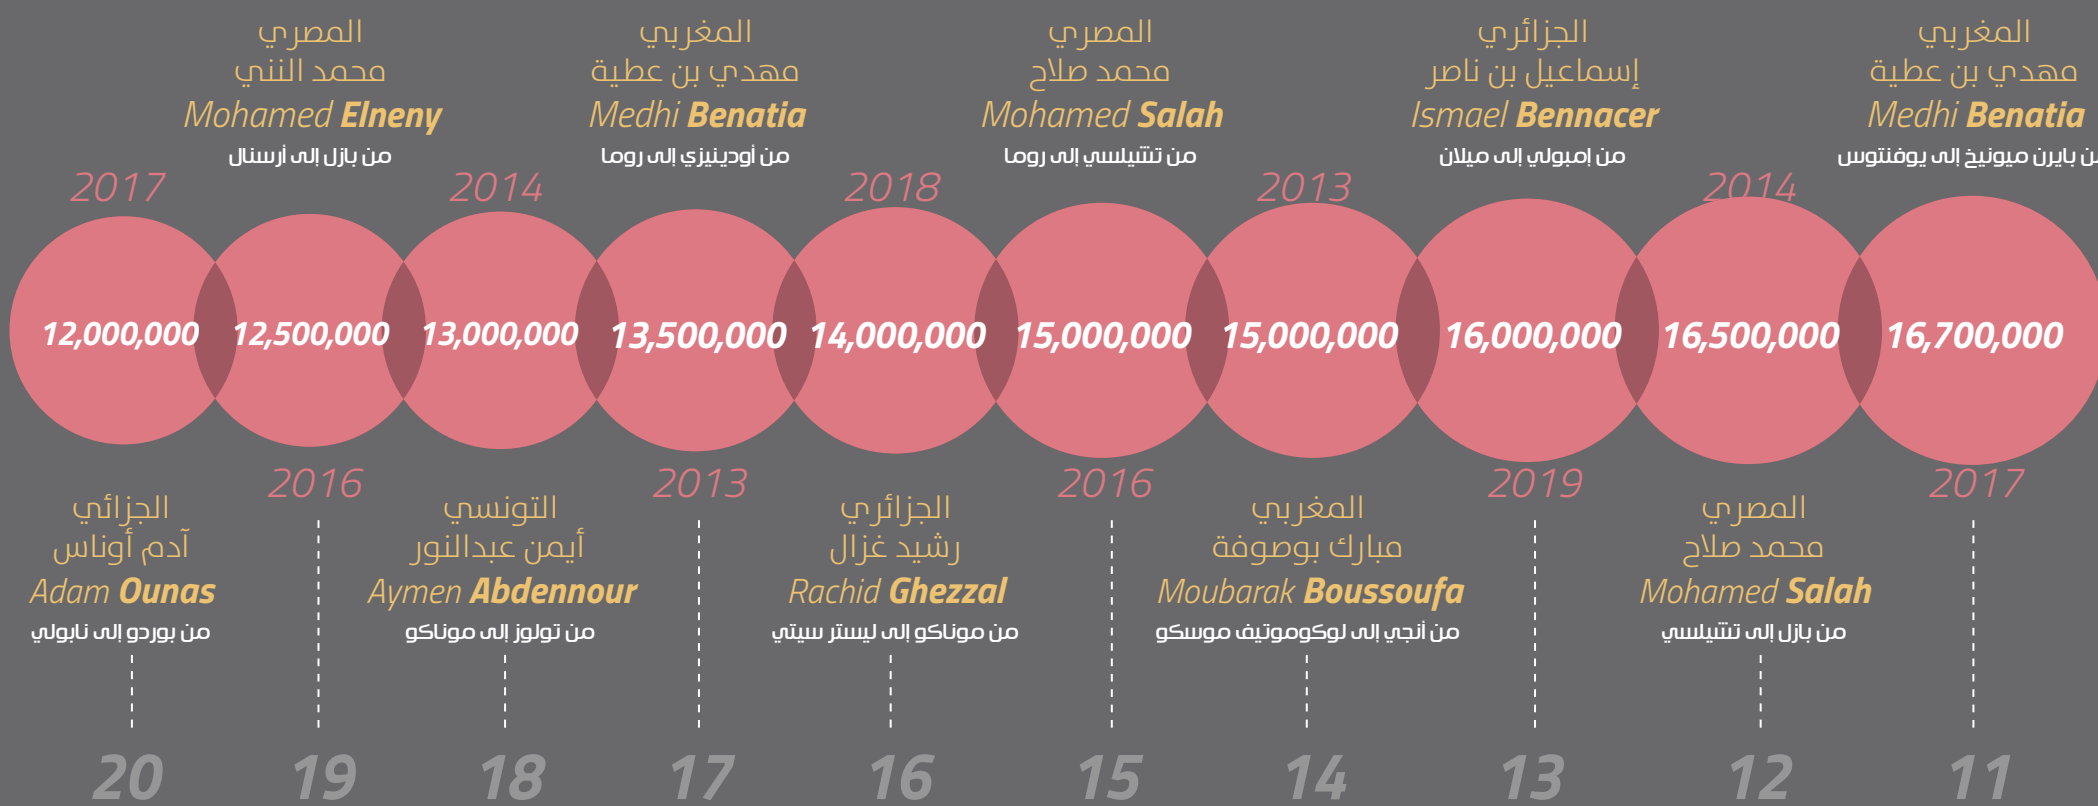 المصري
محمد النني
Mohamed Elneny
من بازل إلى أرسنال
المغربي
مهدي بن عطية
Medhi Benatia
من أودينيزي إلى روما
المصري
محمد صلاح
Mohamed Salah
من تشيلسي إلى روما
الجزائري
إسماعيل بن ناصر
Ismael Bennacer
من إمبولي إلى ميلان
المغربي
مهدي بن عطية
Medhi Benatia
ن بايرن ميونيخ إلى يوفنتوس
2017
2014
2018
2013
2014
12,000,000
12,500,000
13,000,000
13,500,000
14,000,000
15,000,000
15,000,000
16,000,000
16,500,000
16,700,000
2016
2013
2016
2019
2017
الجزائي
آدم أوناس
Adam Ounas
من بوردو إلى نابولي
التونسي
أيمن عبدالنور
Aymen Abdennour
من تولوز إلى موناكو
الجزائري
رشيد غزال
Rachid Ghezzal
من موناكو إلى ليستر سيتي
المغربي
مبارك بوصوفة
Moubarak Boussoufa
من أنجي إلى لوكوموتيف موسكو
المصري
محمد صلاح
Mohamed Salah
من بازل إلى تشيلسي
20
19
18
17
16
15
14
13
12
11